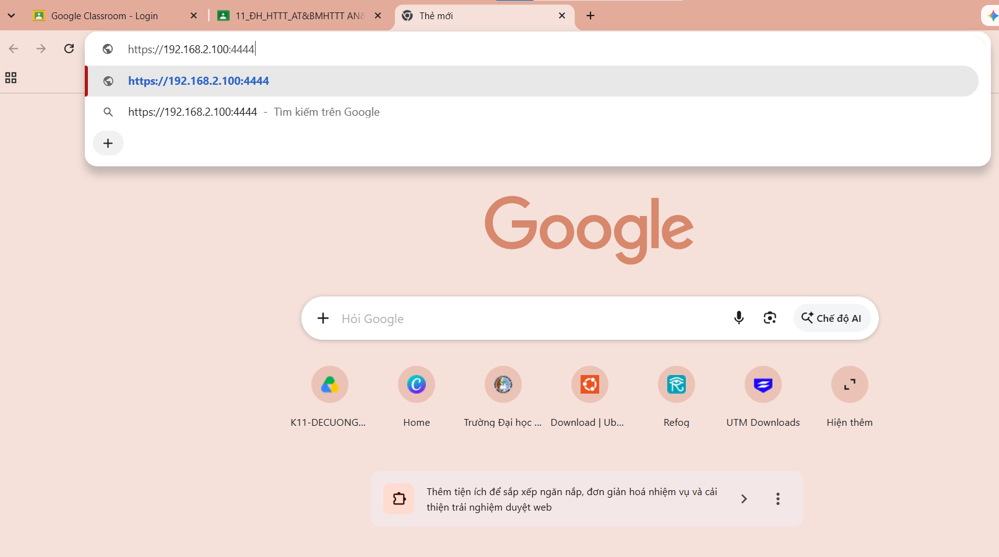 Google Classroom - Login
11_ĐH_HTTT_AT&BMHTTT AN&
Thẻ mới
https://192.168.2.100:4444
https://192.168.2.100:4444
https://192.168.2.100:4444 - Tìm kiếm trên Google
Google
Hỏi Google
Chế độ AI
K11-DECUONG...
Home
Trường Đại học ...
Download | Ub...
Refog
UTM Downloads
Hiện thêm
Thêm tiện ích để sắp xếp ngăn nắp, đơn giản hoá nhiệm vụ và cải
thiện trải nghiệm duyệt web